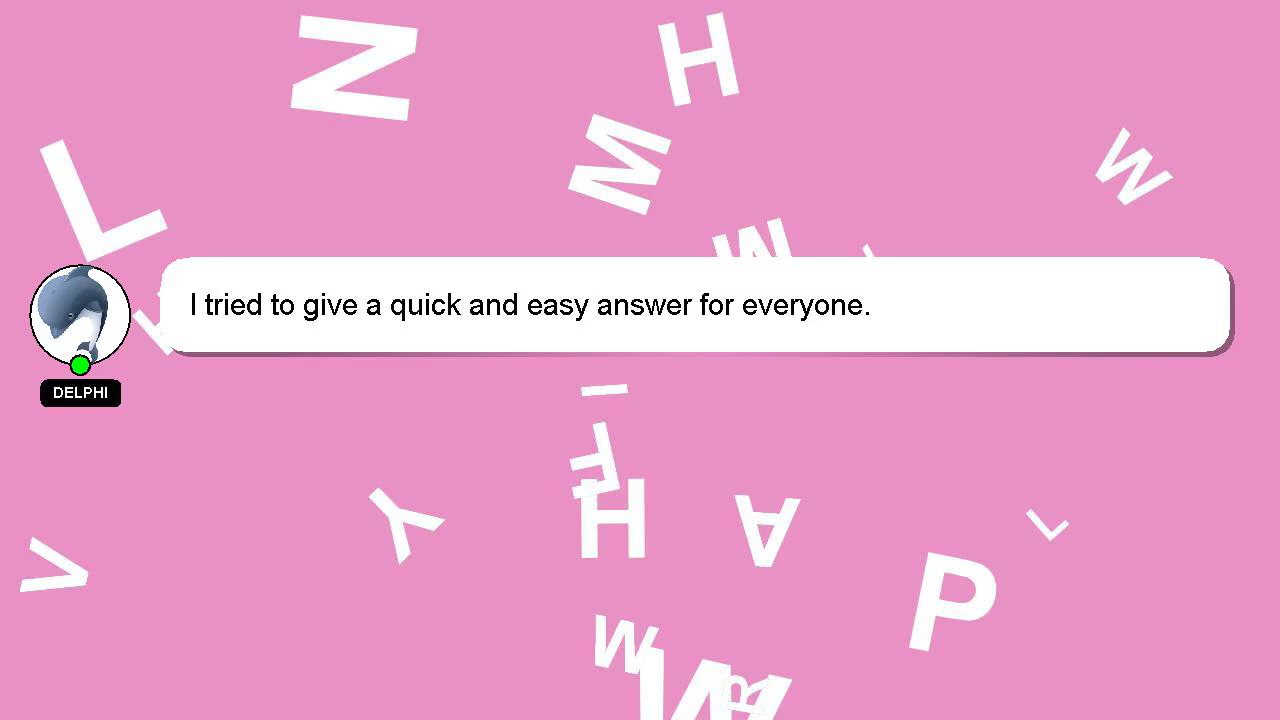 N
H
M
W
L
W
I tried to give a quick and easy answer for everyone.
DELPHI
I
F
H
A
Y
L
V
P
W
W
R